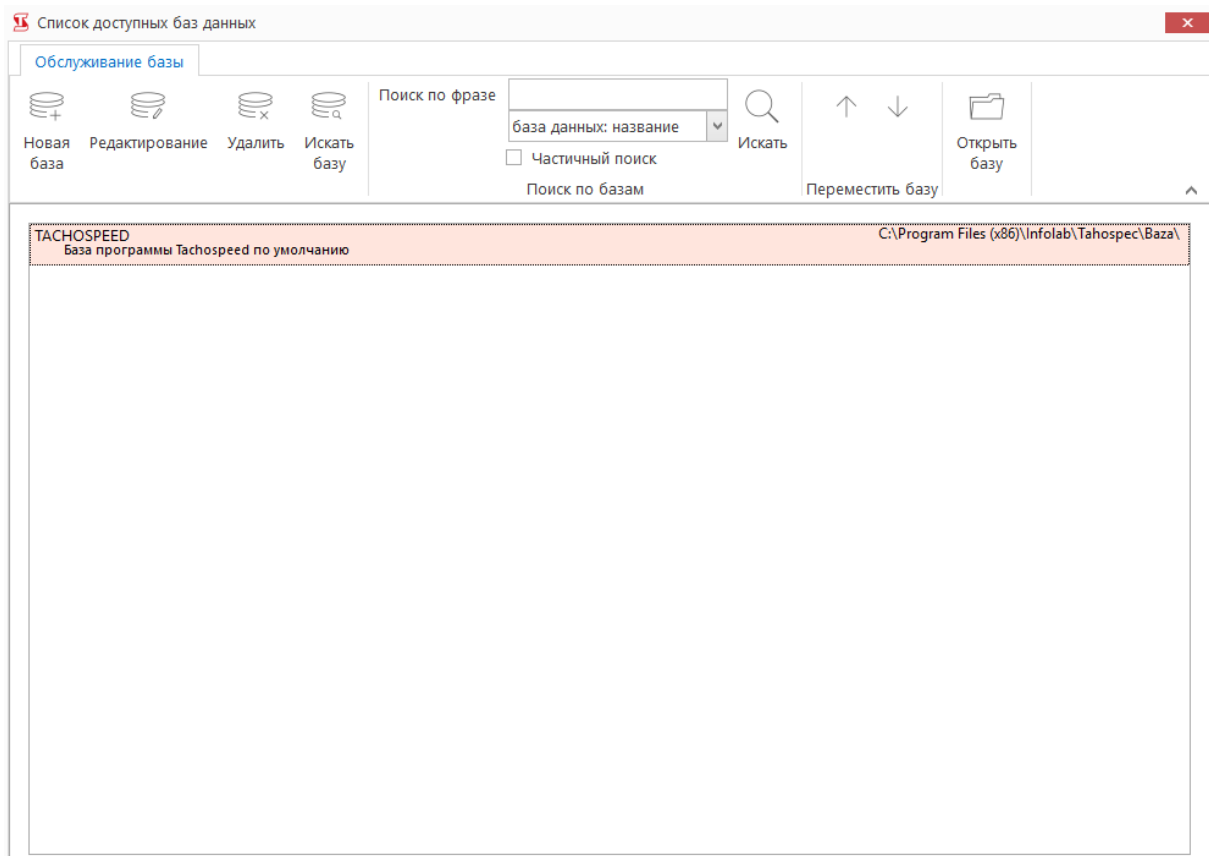 Список доступных баз данных
Обслуживание базы
Новая база
Редактирование
Удалить
Искать базу
Поиск по фразе
база данных: название
Частичный поиск
Искать
Поиск по базам
Переместить базу
Открыть базу
TACHOSPEED
C:\Program Files (x86)\Infolab\Tahospec\Baza\
База программы Tachospeed по умолчанию